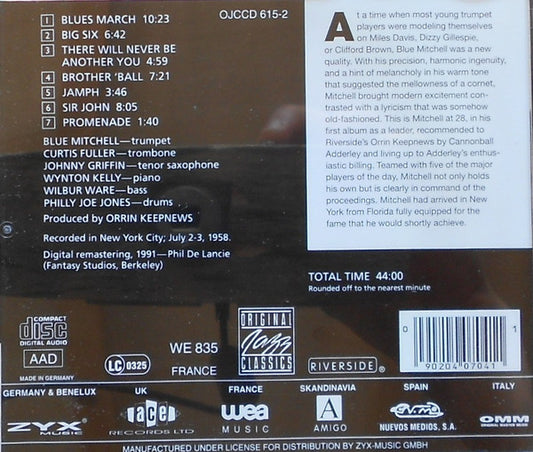 1 BLUES MARCH 10:23
2 BIG SIX 6:42
3 THERE WILL NEVER BE
ANOTHER YOU 4:59
4 BROTHER 'BALL 7:21
5 JAMPH 3:46
6 SIR JOHN 8:05
7 PROMENADE 1:40
BLUE MITCHELL—trumpet
CURTIS FULLER—trombone
JOHNNY GRIFFIN—tenor saxophone
WYNTON KELLY—piano
WILBUR WARE—bass
PHILLY JOE JONES—drums
Produced by ORRIN KEEPNEWS
Recorded in New York City; July 2-3, 1958.
Digital remastering, 1991—Phil De Lancie
(Fantasy Studios, Berkeley)
OJCCD 615-2
At a time when most young trumpet
players were modeling themselves
on Miles Davis, Dizzy Gillespie,
or Clifford Brown, Blue Mitchell was a new
quality. With his precision, harmonic ingenuity,
and a hint of melancholy in his warm tone
that suggested the mellowness of a cornet,
Mitchell brought modern excitement con-
trasted with a lyricism that was somehow
old-fashioned. This is Mitchell at 28, in his
first album as a leader, recommended to
Riverside's Orrin Keepnews by Cannonball
Adderley and living up to Adderley's enthus-
iastic billing. Teamed with five of the major
players of the day, Mitchell not only holds
his own but is clearly in command of the
proceedings. Mitchell had arrived in New
York from Florida fully equipped for the
fame that he would shortly achieve.
TOTAL TIME 44:00
Rounded off to the nearest minute
COMPACT
disc
DIGITAL AUDIO
AAD
MADE IN GERMANY
LC 0325
WE 835
FRANCE
ORIGINAL
Jazz
CLASSICS
RIVERSIDE ®
0 90204 07041 1
GERMANY & BENELUX
ZYX
MUSIC
UK
ace
RECORDS LTD
FRANCE
wea
MUSIC
SKANDINAVIA
A
AMIGO
SPAIN
NUEVOS MEDIOS, S.A.
ITALY
OMM
ORIGINAL MASTER MUSIC
MANUFACTURED UNDER LICENSE FOR DISTRIBUTION BY ZYX-MUSIC GMBH